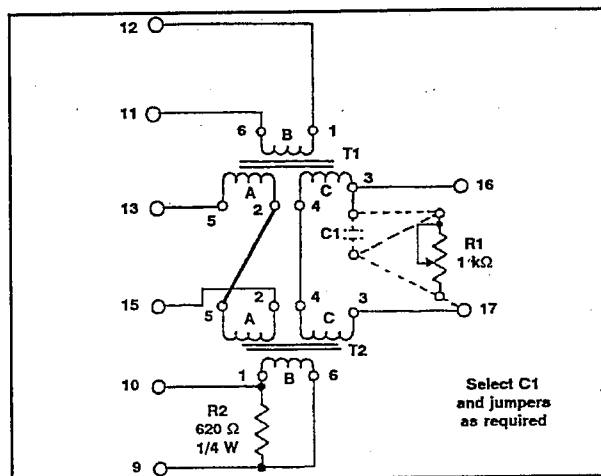 12
11
6 B 1
T1
A C 3
13 5 2 4 16
C1
R1
1 kΩ
15 2 4 3 17
5 A C
T2
10 1 B 6
R2
620 Ω
1/4 W
9
Select C1
and jumpers
as required